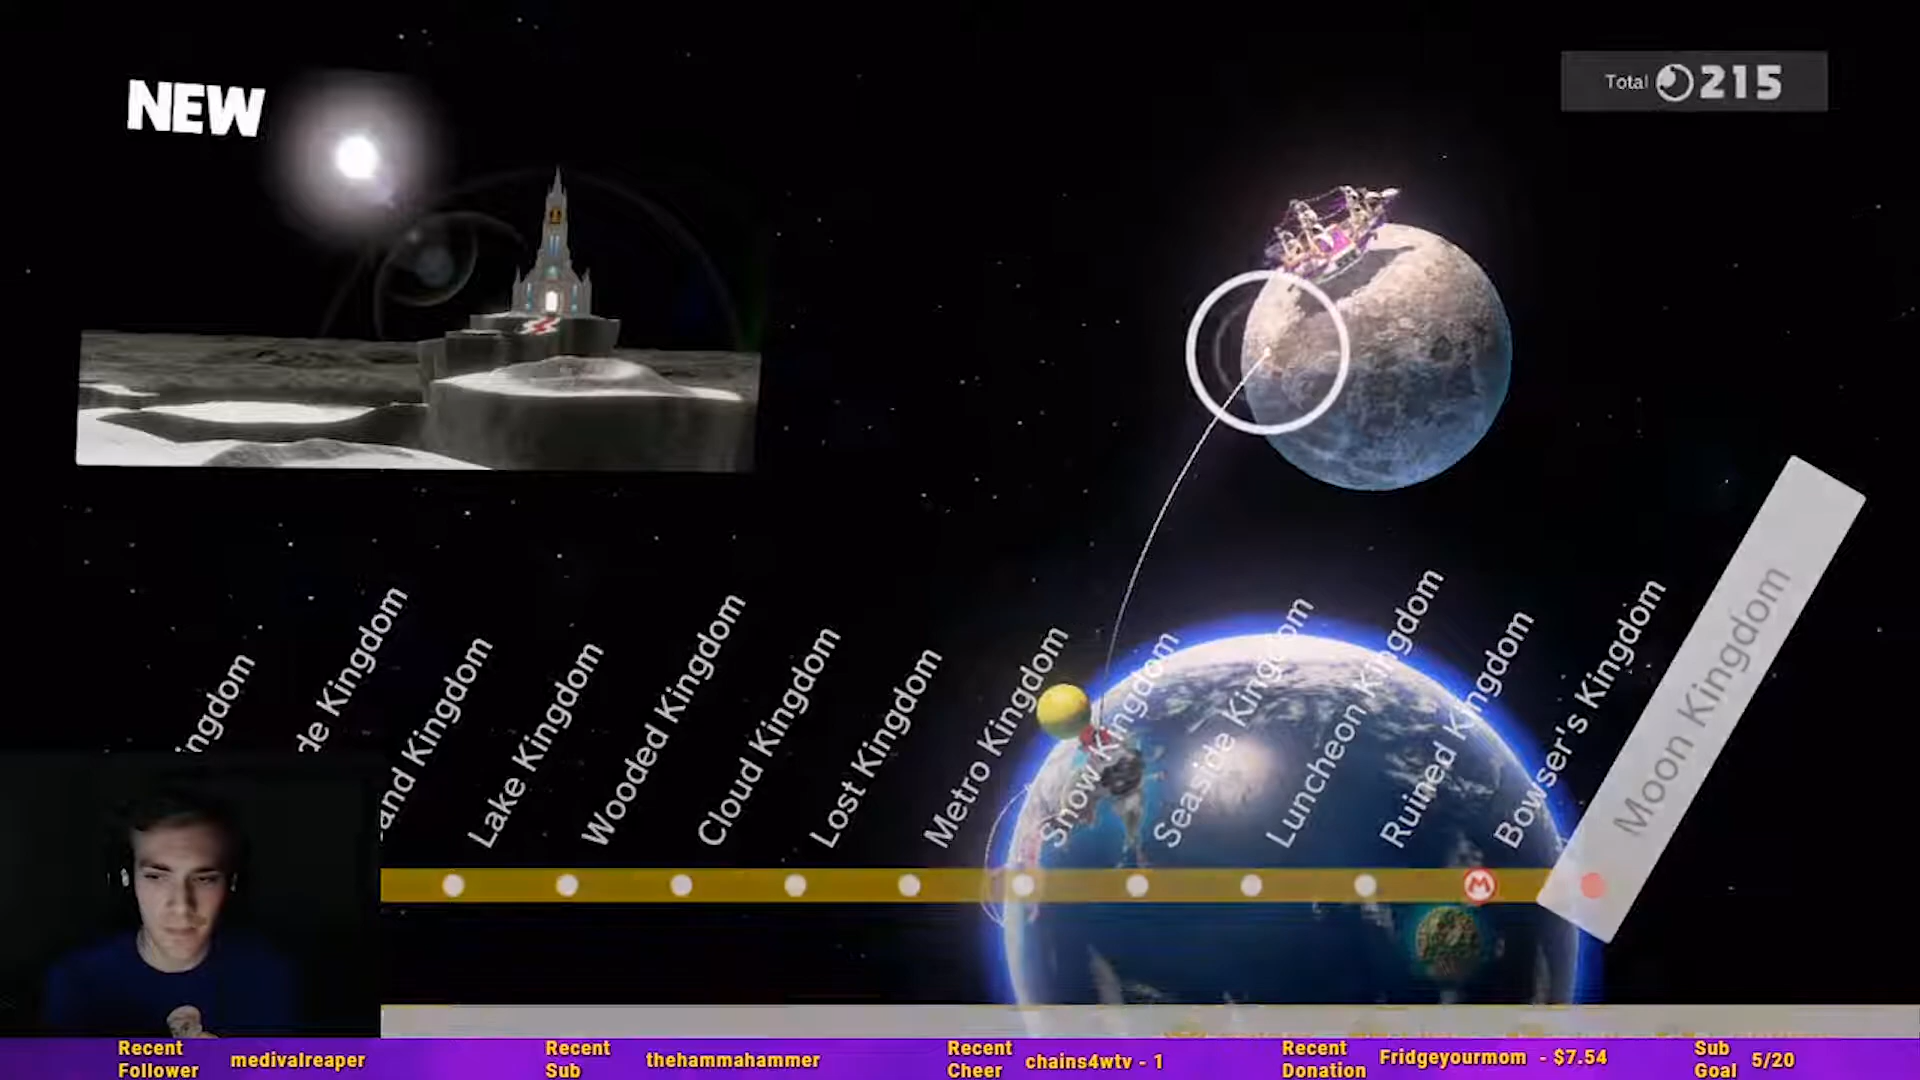 NEW
Total 215
ingdom
de Kingdom
and Kingdom
Lake Kingdom
Wooded Kingdom
Cloud Kingdom
Lost Kingdom
Metro Kingdom
Snow Kingdom
Seaside Kingdom
Luncheon Kingdom
Ruined Kingdom
Bowser's Kingdom
Moon Kingdom
M
Recent Follower medivalreaper
Recent Sub thehammahammer
Recent Cheer chains4wtv - 1
Recent Donation Fridgeyourmom - $7.54
Sub Goal 5/20